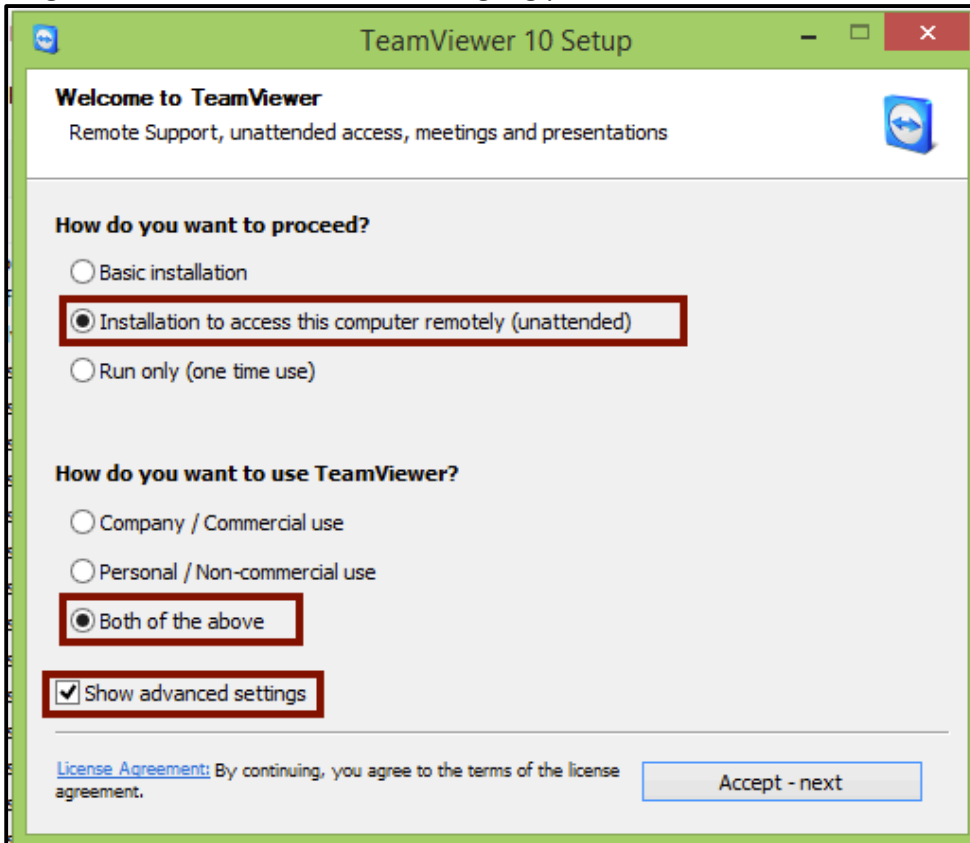 TeamViewer 10 Setup
Welcome to TeamViewer
Remote Support, unattended access, meetings and presentations
How do you want to proceed?
Basic installation
Installation to access this computer remotely (unattended)
Run only (one time use)
How do you want to use TeamViewer?
Company / Commercial use
Personal / Non-commercial use
Both of the above
Show advanced settings
License Agreement: By continuing, you agree to the terms of the license
agreement.
Accept - next